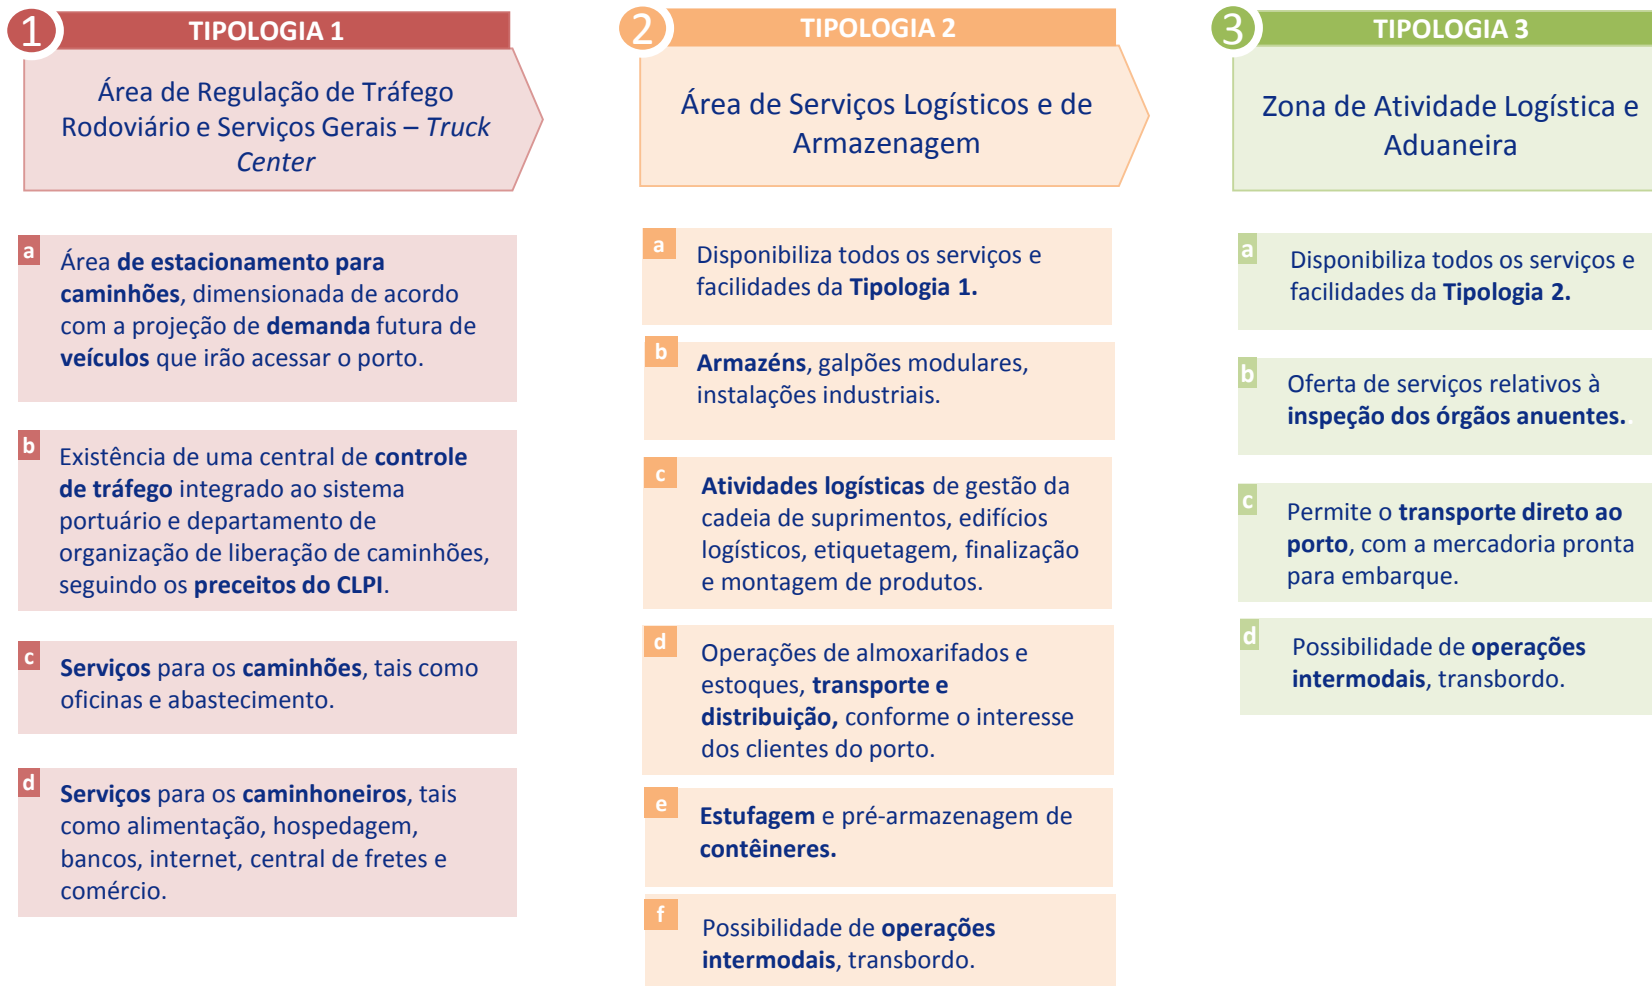 1
TIPOLOGIA 1
Área de Regulação de Tráfego
Rodoviário e Serviços Gerais – Truck
Center
a
Área de estacionamento para
caminhões, dimensionada de acordo
com a projeção de demanda futura de
veículos que irão acessar o porto.
b
Existência de uma central de controle
de tráfego integrado ao sistema
portuário e departamento de
organização de liberação de caminhões,
seguindo os preceitos do CLPI.
c
Serviços para os caminhões, tais como
oficinas e abastecimento.
d
Serviços para os caminhoneiros, tais
como alimentação, hospedagem,
bancos, internet, central de fretes e
comércio.
2
TIPOLOGIA 2
Área de Serviços Logísticos e de
Armazenagem
a
Disponibiliza todos os serviços e
facilidades da Tipologia 1.
b
Armazéns, galpões modulares,
instalações industriais.
c
Atividades logísticas de gestão da
cadeia de suprimentos, edifícios
logísticos, etiquetagem, finalização
e montagem de produtos.
d
Operações de almoxarifados e
estoques, transporte e
distribuição, conforme o interesse
dos clientes do porto.
e
Estufagem e pré-armazenagem de
contêineres.
f
Possibilidade de operações
intermodais, transbordo.
3
TIPOLOGIA 3
Zona de Atividade Logística e
Aduaneira
a
Disponibiliza todos os serviços e
facilidades da Tipologia 2.
b
Oferta de serviços relativos à
inspeção dos órgãos anuentes.
c
Permite o transporte direto ao
porto, com a mercadoria pronta
para embarque.
d
Possibilidade de operações
intermodais, transbordo.